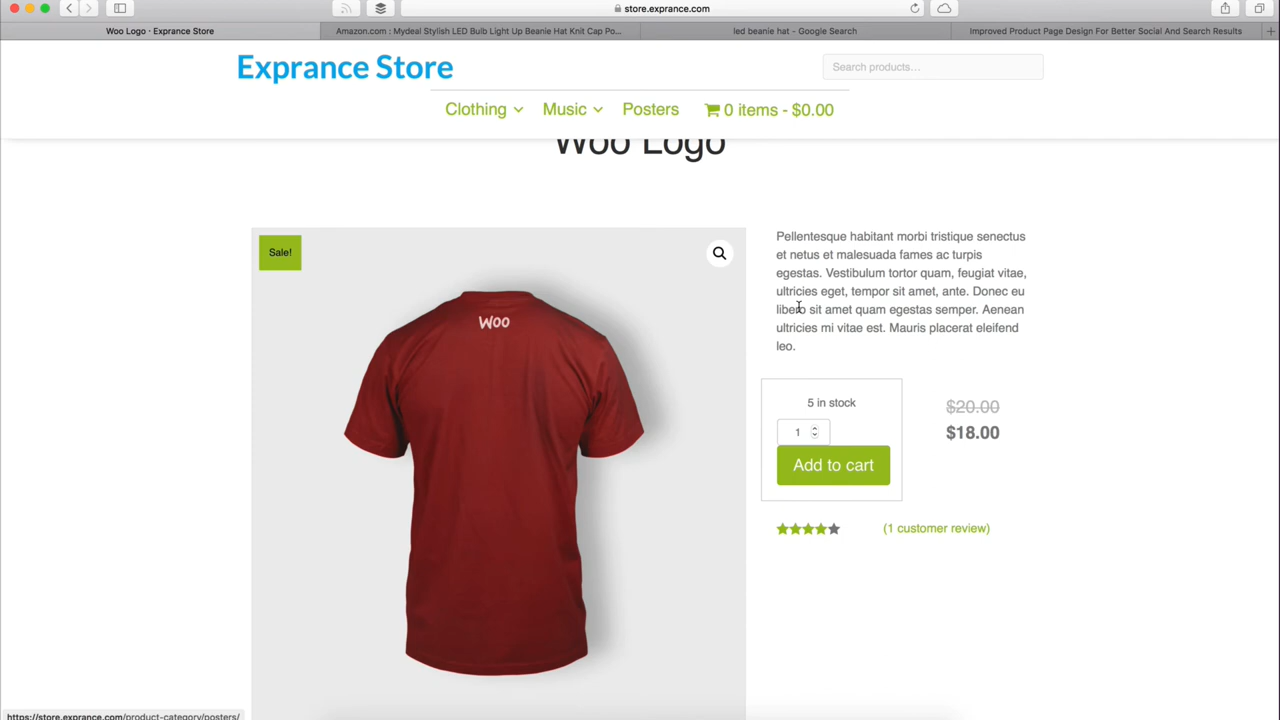 store.exprance.com
Woo Logo · Exprance Store
Amazon.com : Mydeal Stylish LED Bulb Light Up Beanie Hat Knit Cap Po...
led beanie hat - Google Search
Improved Product Page Design For Better Social And Search Results
Exprance Store
Search products…
Clothing
Music
Posters
0 items - $0.00
Woo Logo
Sale!
Woo
Pellentesque habitant morbi tristique senectus
et netus et malesuada fames ac turpis
egestas. Vestibulum tortor quam, feugiat vitae,
ultricies eget, tempor sit amet, ante. Donec eu
libero sit amet quam egestas semper. Aenean
ultricies mi vitae est. Mauris placerat eleifend
leo.
5 in stock
$20.00
1
$18.00
Add to cart
(1 customer review)
https://store.exprance.com/product-category/posters/